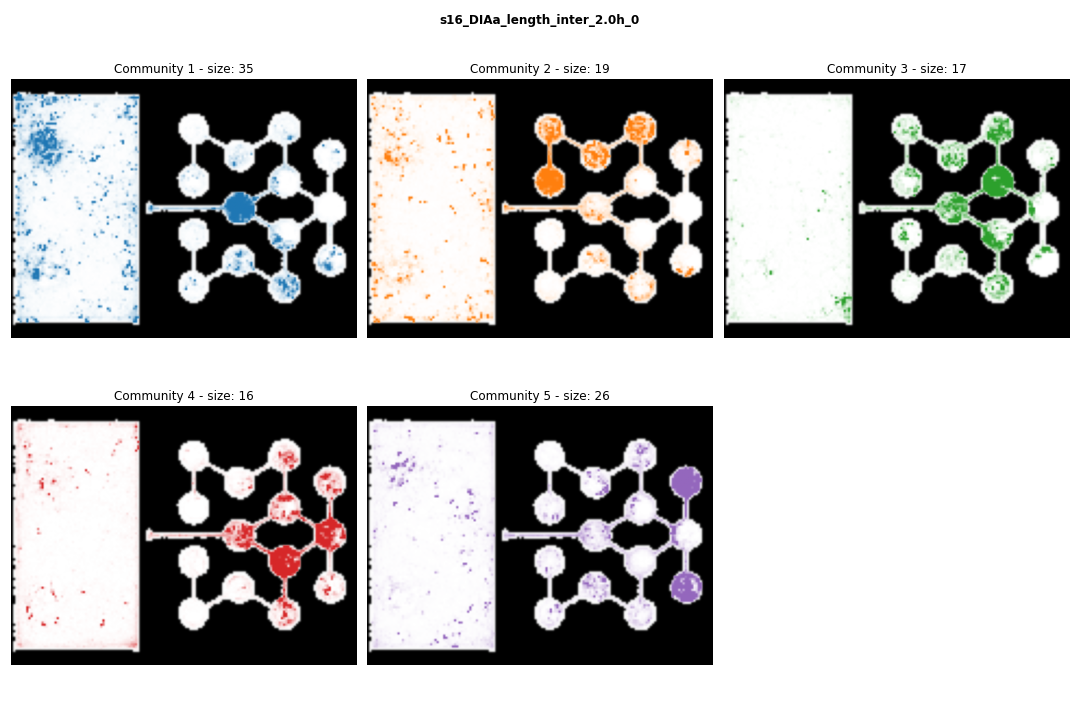 s16_DIAa_length_inter_2.0h_0
Community 1 - size: 35
Community 2 - size: 19
Community 3 - size: 17
Community 4 - size: 16
Community 5 - size: 26